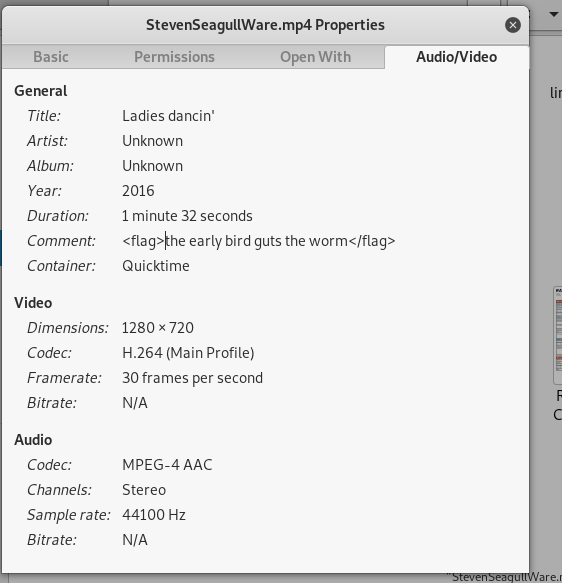 StevenSeagullWare.mp4 Properties
Basic Permissions Open With Audio/Video
General
Title: Ladies dancin'
Artist: Unknown
Album: Unknown
Year: 2016
Duration: 1 minute 32 seconds
Comment: <flag>the early bird guts the worm</flag>
Container: Quicktime
Video
Dimensions: 1280 × 720
Codec: H.264 (Main Profile)
Framerate: 30 frames per second
Bitrate: N/A
Audio
Codec: MPEG-4 AAC
Channels: Stereo
Sample rate: 44100 Hz
Bitrate: N/A
"StevenSeagullWare.